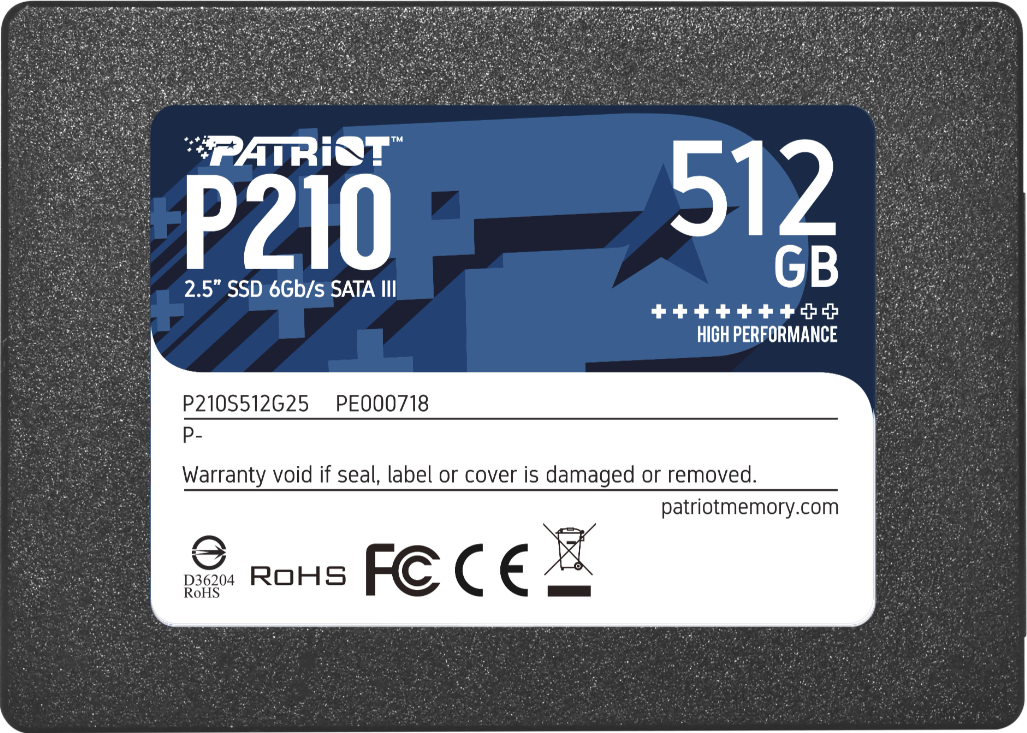 PATRIOT™
P210
2.5” SSD 6Gb/s SATA III
512
GB
HIGH PERFORMANCE
P210S512G25 PE000718
P-
Warranty void if seal, label or cover is damaged or removed.
patriotmemory.com
D36204
RoHS
RoHS
FC CE